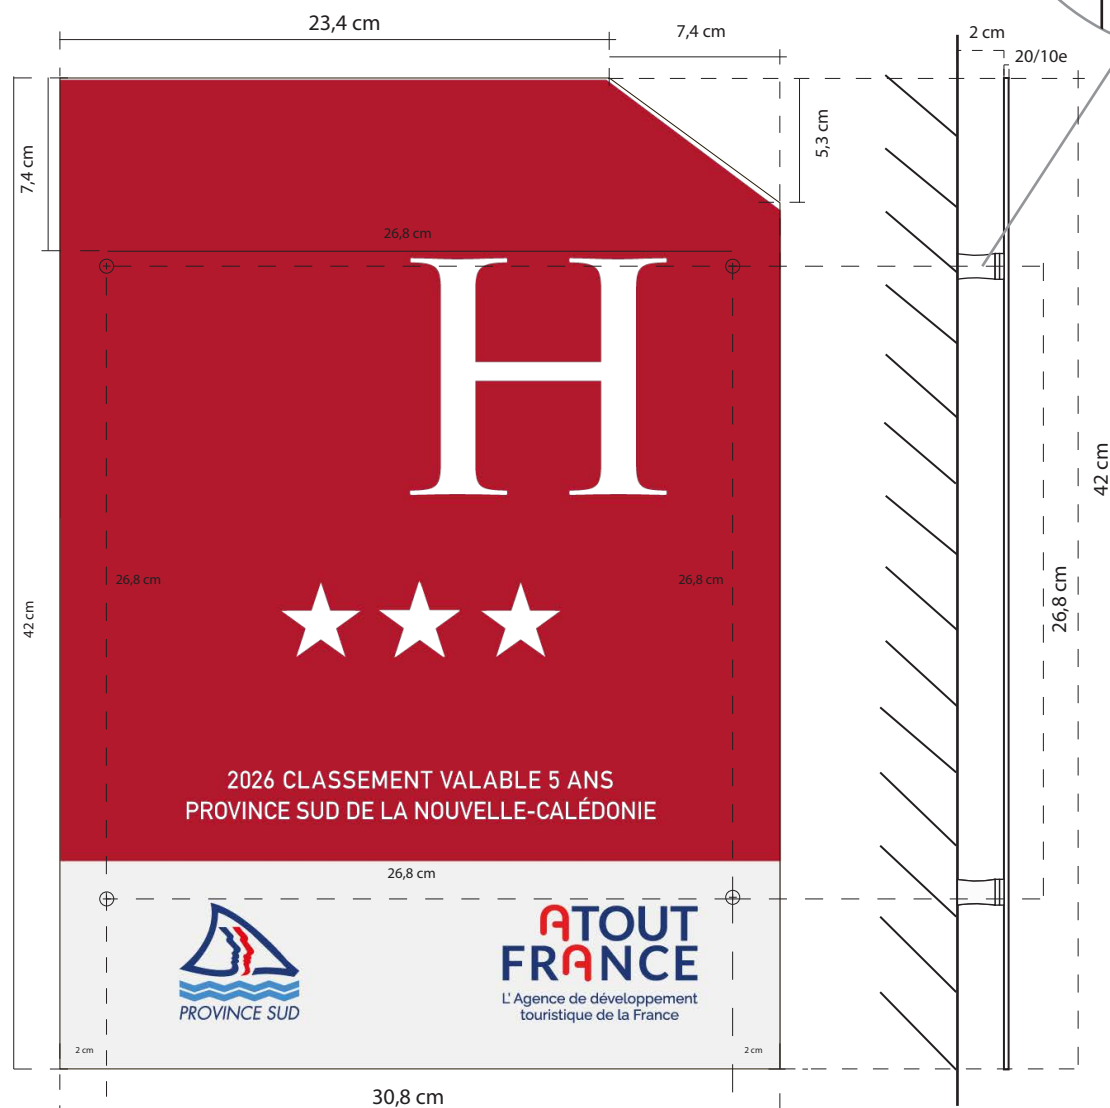 23,4 cm
7,4 cm
2 cm
20/10e
5,3 cm
7,4 cm
26,8 cm
H
42 cm
26,8 cm
26,8 cm
26,8 cm
42 cm
2026 CLASSEMENT VALABLE 5 ANS
PROVINCE SUD DE LA NOUVELLE-CALÉDONIE
26,8 cm
PROVINCE SUD
ATOUT
FRANCE
L'Agence de développement
touristique de la France
2 cm
2 cm
30,8 cm